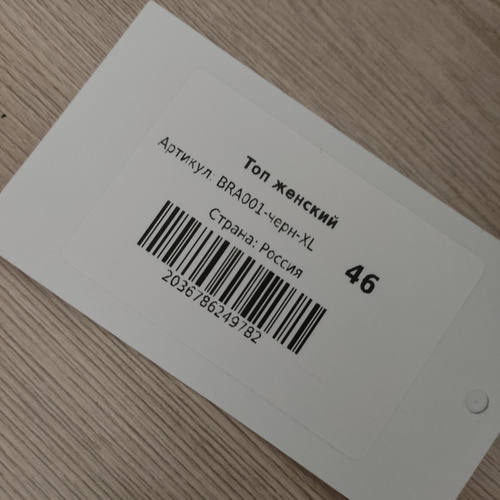 Топ женский
Артикул: BRA001-черн-XL
Страна: Россия
46
2036786249782